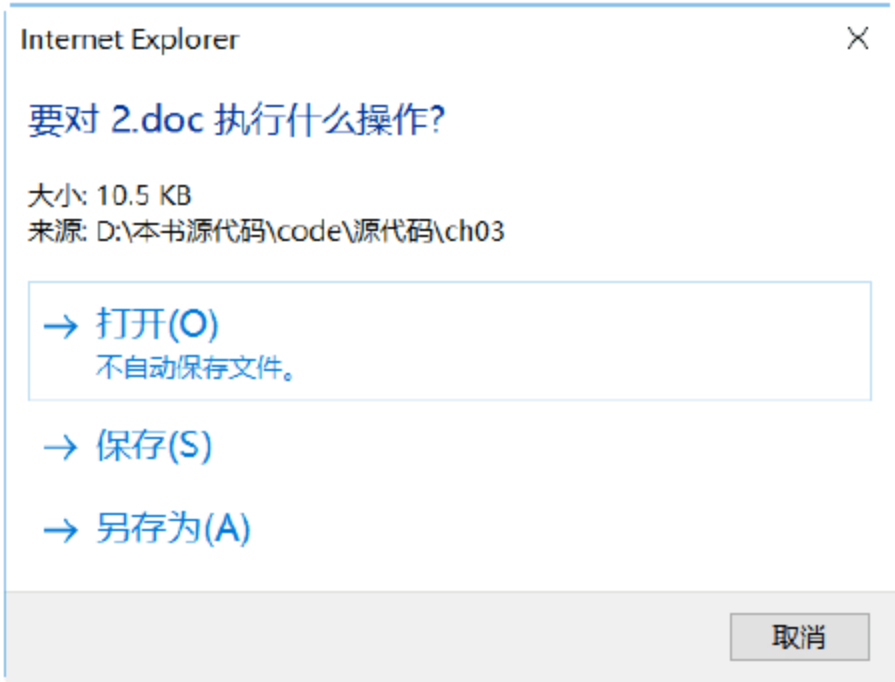 Internet Explorer
要对 2.doc 执行什么操作?
大小: 10.5 KB
来源: D:\本书源代码\code\源代码\ch03
→ 打开(O)
不自动保存文件。
→ 保存(S)
→ 另存为(A)
取消